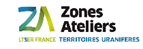 ZA Zones
Ateliers
LTSER FRANCE TERRITOIRES URANIFERES